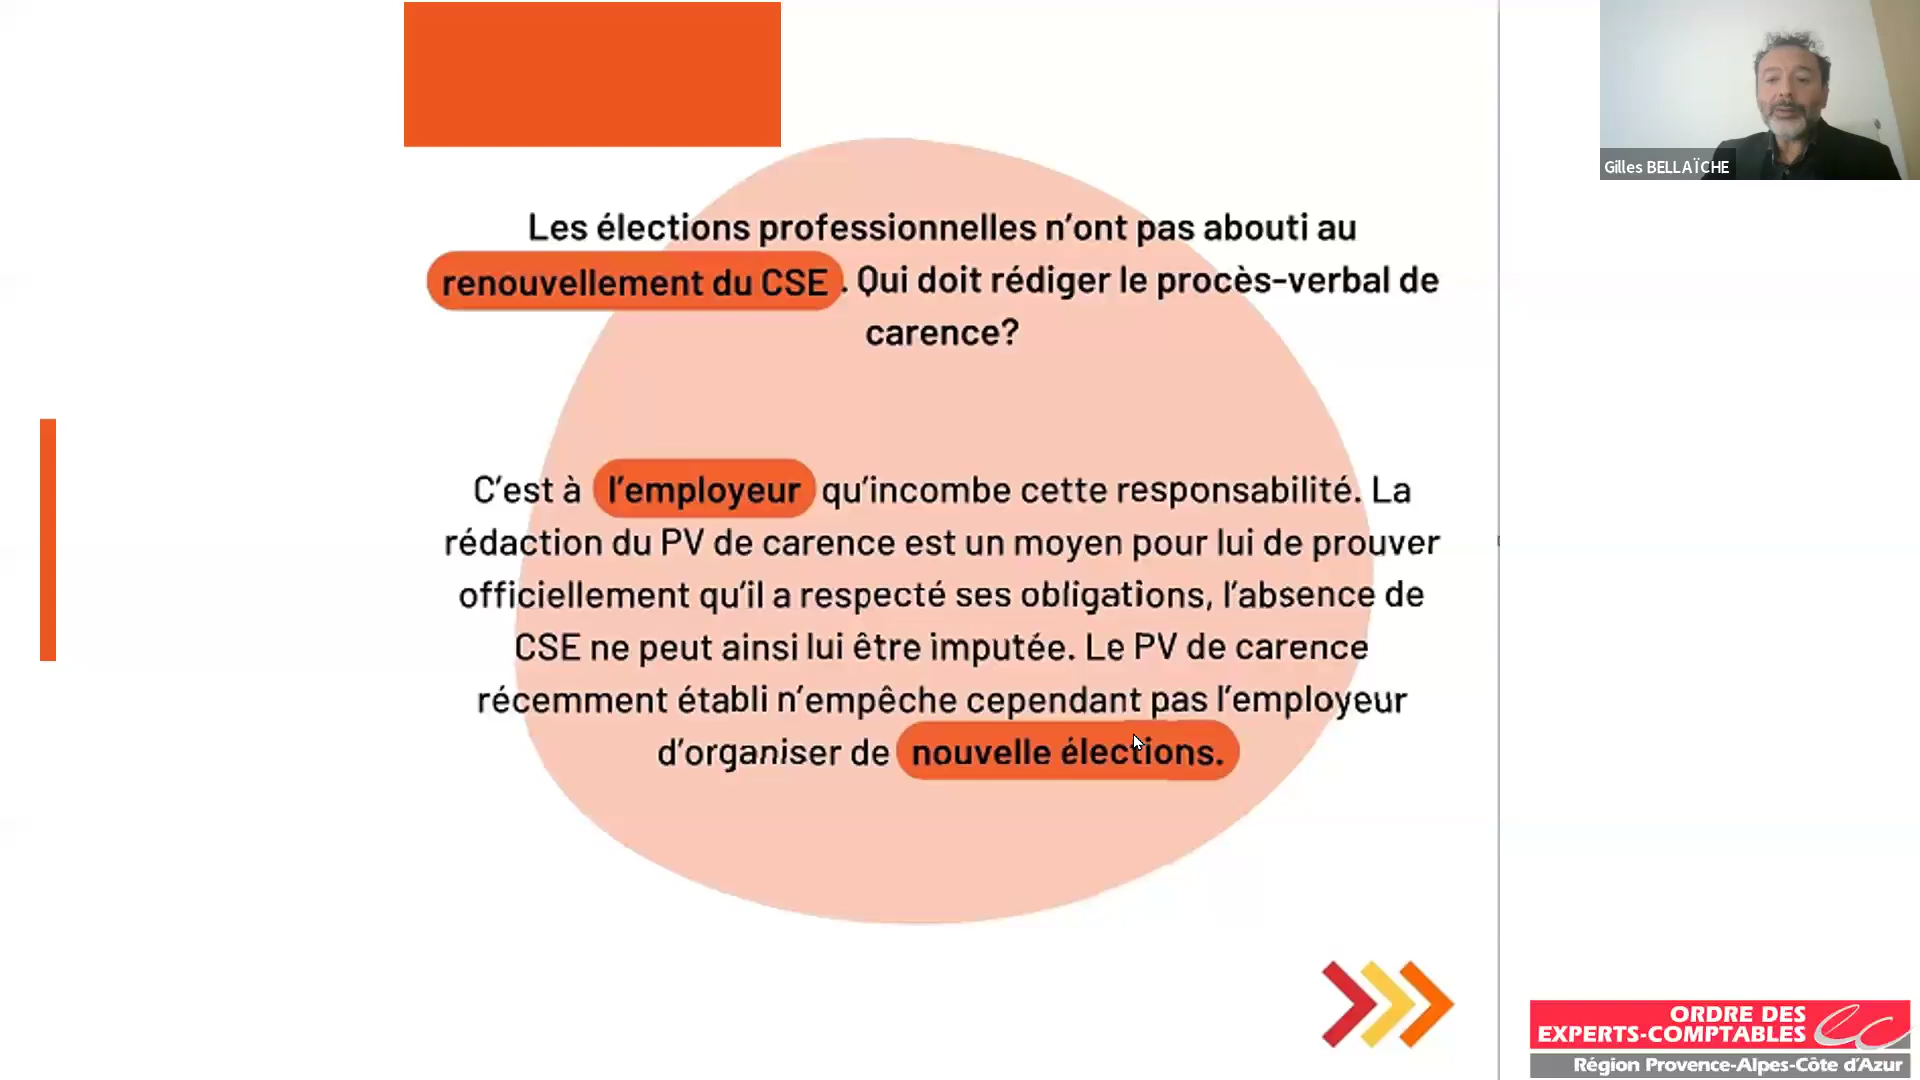 Les élections professionnelles n’ont pas abouti au
renouvellement du CSE . Qui doit rédiger le procès-verbal de
carence?
C’est à l’employeur qu’incombe cette responsabilité. La
rédaction du PV de carence est un moyen pour lui de prouver
officiellement qu’il a respecté ses obligations, l’absence de
CSE ne peut ainsi lui être imputée. Le PV de carence
récemment établi n’empêche cependant pas l’employeur
d’organiser de nouvelle élections.
Gilles BELLAÏCHE
ORDRE DES
EXPERTS-COMPTABLES
Région Provence-Alpes-Côte d’Azur